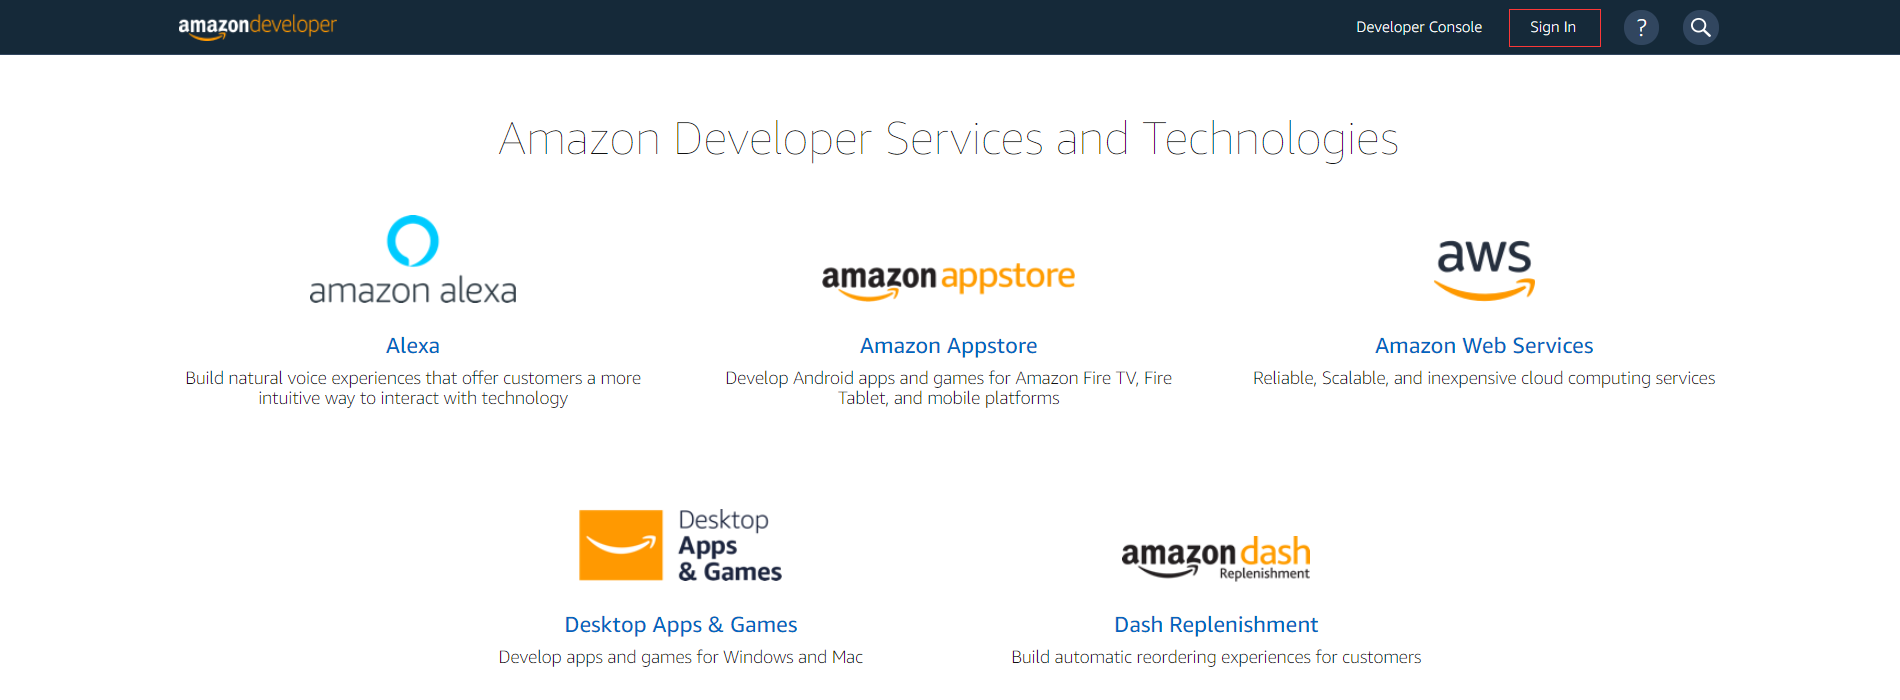 amazondeveloper
Developer Console
Sign In
?
Amazon Developer Services and Technologies
amazon alexa
Alexa
Build natural voice experiences that offer customers a more
intuitive way to interact with technology
amazon appstore
Amazon Appstore
Develop Android apps and games for Amazon Fire TV, Fire
Tablet, and mobile platforms
aws
Amazon Web Services
Reliable, Scalable, and inexpensive cloud computing services
Desktop
Apps
& Games
Desktop Apps & Games
Develop apps and games for Windows and Mac
amazon dash
Replenishment
Dash Replenishment
Build automatic reordering experiences for customers